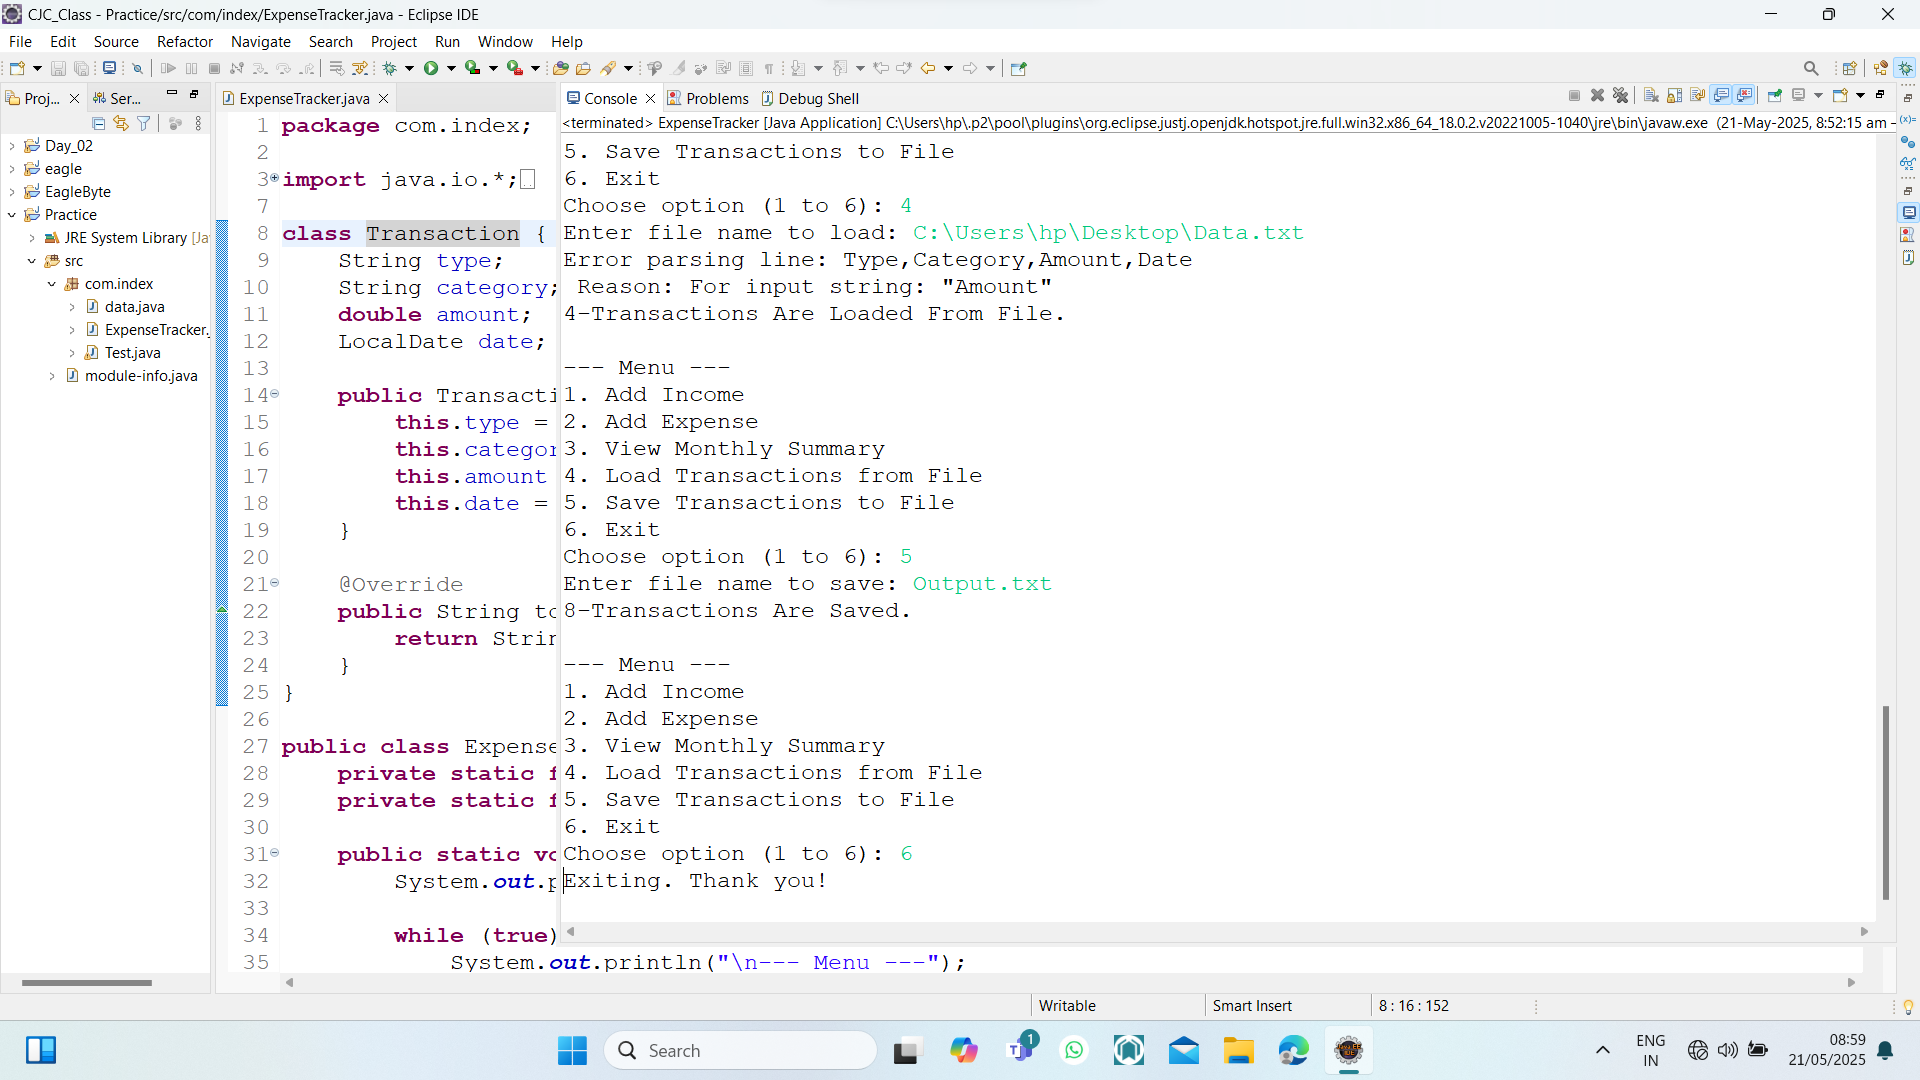 CJC_Class - Practice/src/com/index/ExpenseTracker.java - Eclipse IDE
File Edit Source Refactor Navigate Search Project Run Window Help
Proj...
Ser...
Day_02
eagle
EagleByte
Practice
JRE System Library [Ja
src
com.index
data.java
ExpenseTracker.
Test.java
module-info.java
ExpenseTracker.java
1 package com.index;
2
3 import java.io.*;
7
8 class Transaction {
9 String type;
10 String category;
11 double amount;
12 LocalDate date;
13
14 public Transacti
15 this.type =
16 this.categor
17 this.amount
18 this.date =
19 }
20
21 @Override
22 public String to
23 return Strin
24 }
25 }
26
27 public class Expense
28 private static f
29 private static f
30
31 public static vo
32 System.out.p
33
34 while (true)
35 System.out.println("\n--- Menu ---");
Console Problems Debug Shell
<terminated> ExpenseTracker [Java Application] C:\Users\hp\.p2\pool\plugins\org.eclipse.justj.openjdk.hotspot.jre.full.win32.x86_64_18.0.2.v20221005-1040\jre\bin\javaw.exe (21-May-2025, 8:52:15 am –
5. Save Transactions to File
6. Exit
Choose option (1 to 6): 4
Enter file name to load: C:\Users\hp\Desktop\Data.txt
Error parsing line: Type,Category,Amount,Date
Reason: For input string: "Amount"
4-Transactions Are Loaded From File.
--- Menu ---
1. Add Income
2. Add Expense
3. View Monthly Summary
4. Load Transactions from File
5. Save Transactions to File
6. Exit
Choose option (1 to 6): 5
Enter file name to save: Output.txt
8-Transactions Are Saved.
--- Menu ---
1. Add Income
2. Add Expense
3. View Monthly Summary
4. Load Transactions from File
5. Save Transactions to File
6. Exit
Choose option (1 to 6): 6
Exiting. Thank you!
Writable
Smart Insert
8 : 16 : 152
Search
1
ENG
IN
08:59
21/05/2025